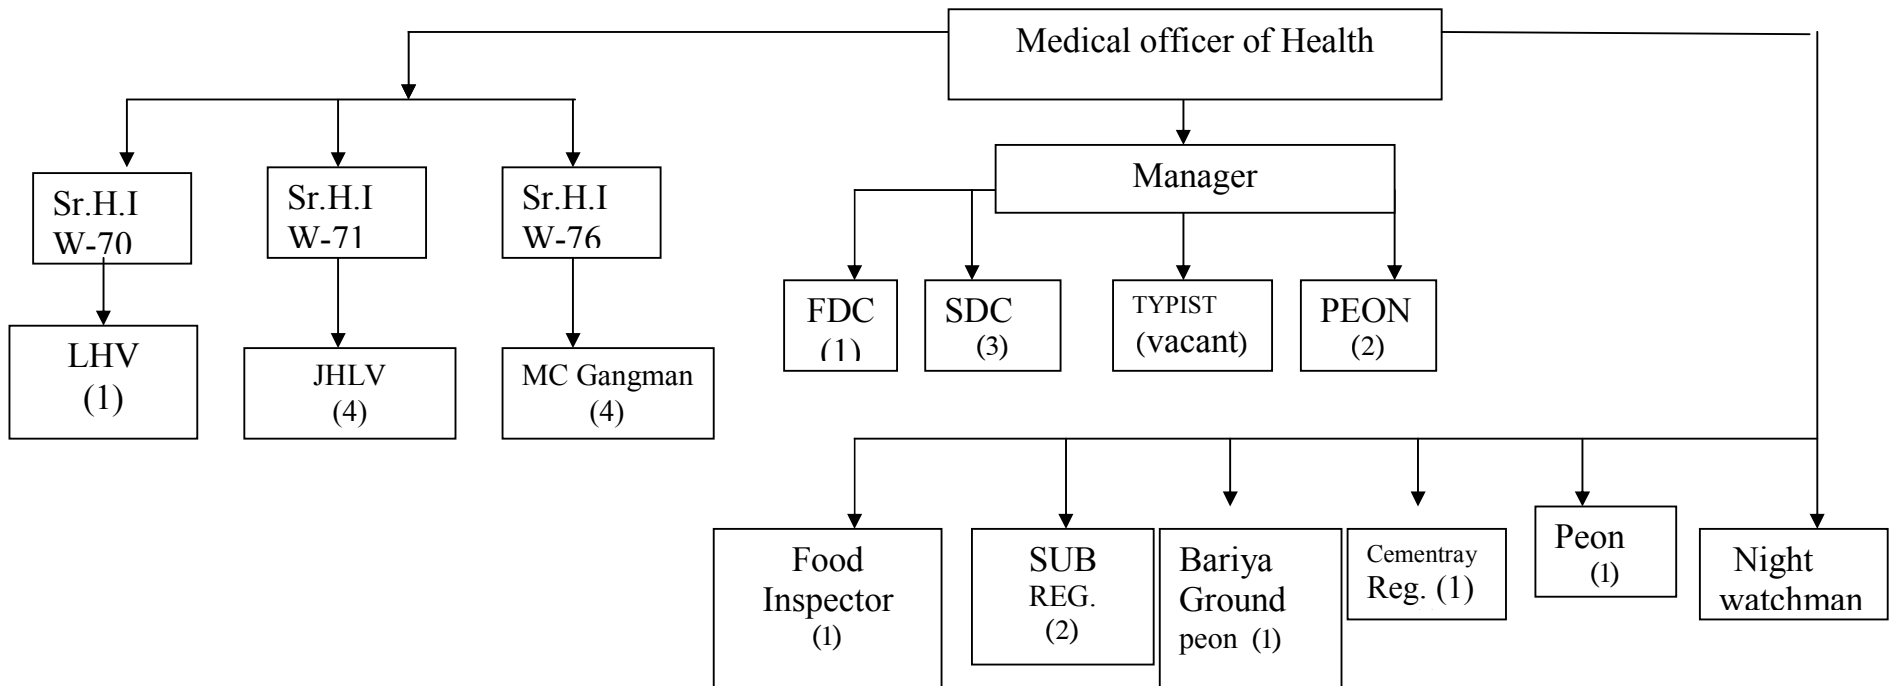 Medical officer of Health
Manager
Sr.H.I
W-70
Sr.H.I
W-71
Sr.H.I
W-76
FDC
(1)
SDC
(3)
TYPIST
(vacant)
PEON
(2)
LHV
(1)
JHLV
(4)
MC Gangman
(4)
Food
Inspector
(1)
SUB
REG.
(2)
Bariya
Ground
peon (1)
Cementray
Reg. (1)
Peon
(1)
Night
watchman